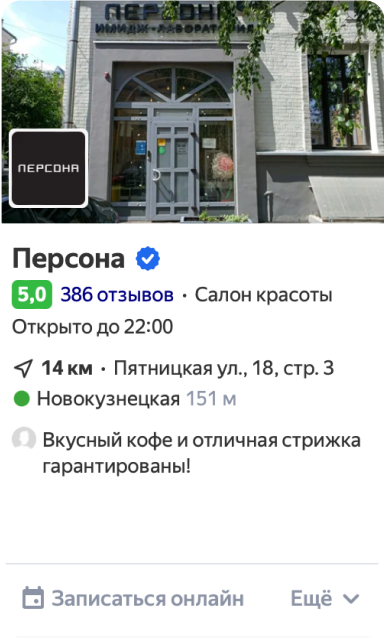 ПЕРСОНА
ИМИДЖ-ЛАБОРАТОРИЯ
ПЕРСОНА
Персона
5,0 386 отзывов · Салон красоты
Открыто до 22:00
14 км · Пятницкая ул., 18, стр. 3
Новокузнецкая 151 м
Вкусный кофе и отличная стрижка
гарантированы!
Записаться онлайн Ещё